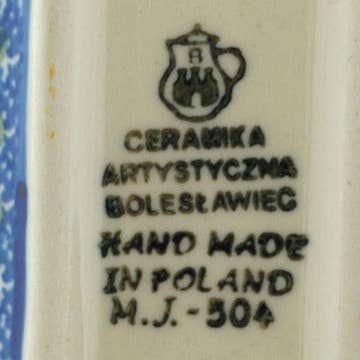 CERAMIKA
ARTYSTYCZNA
BOLESŁAWIEC
HAND MADE
IN POLAND
M.J.-504